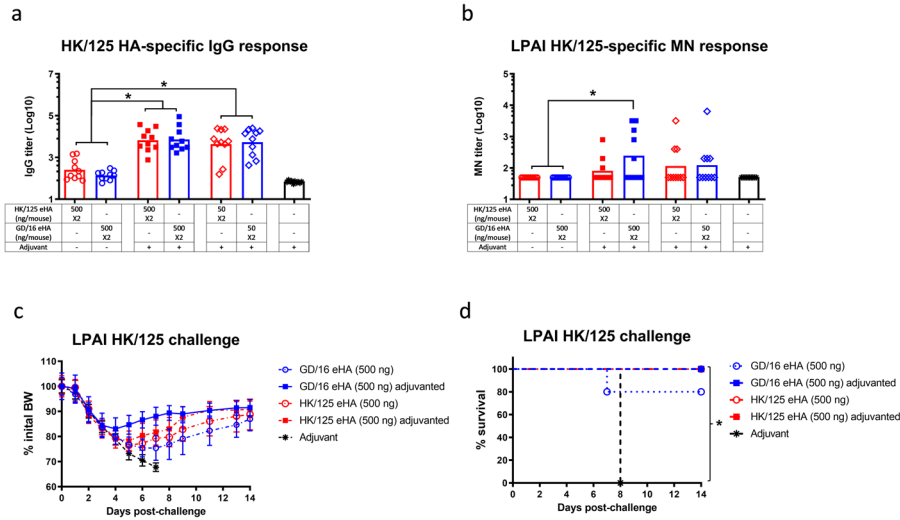 a
HK/125 HA-specific IgG response
IgG titer (Log10)
7
5
3
1
*
*
HK/125 eHA (ng/mouse) 500 X2 - 500 X2 - 50 X2 - -
GD/16 eHA (ng/mouse) - 500 X2 - 500 X2 - 50 X2 -
Adjuvant - - + + + + +
b
LPAI HK/125-specific MN response
MN titer (Log10)
5
4
3
2
1
*
HK/125 eHA (ng/mouse) 500 X2 - 500 X2 - 50 X2 - -
GD/16 eHA (ng/mouse) - 500 X2 - 500 X2 - 50 X2 -
Adjuvant - - + + + + +
c
LPAI HK/125 challenge
% inital BW
110
100
90
80
70
60
0 2 4 6 8 10 12 14
Days post-challenge
GD/16 eHA (500 ng)
GD/16 eHA (500 ng) adjuvanted
HK/125 eHA (500 ng)
HK/125 eHA (500 ng) adjuvanted
Adjuvant
d
LPAI HK/125 challenge
% survival
100
80
60
40
20
0
0 2 4 6 8 10 12 14
Days post-challenge
*
GD/16 eHA (500 ng)
GD/16 eHA (500 ng) adjuvanted
HK/125 eHA (500 ng)
HK/125 eHA (500 ng) adjuvanted
Adjuvant